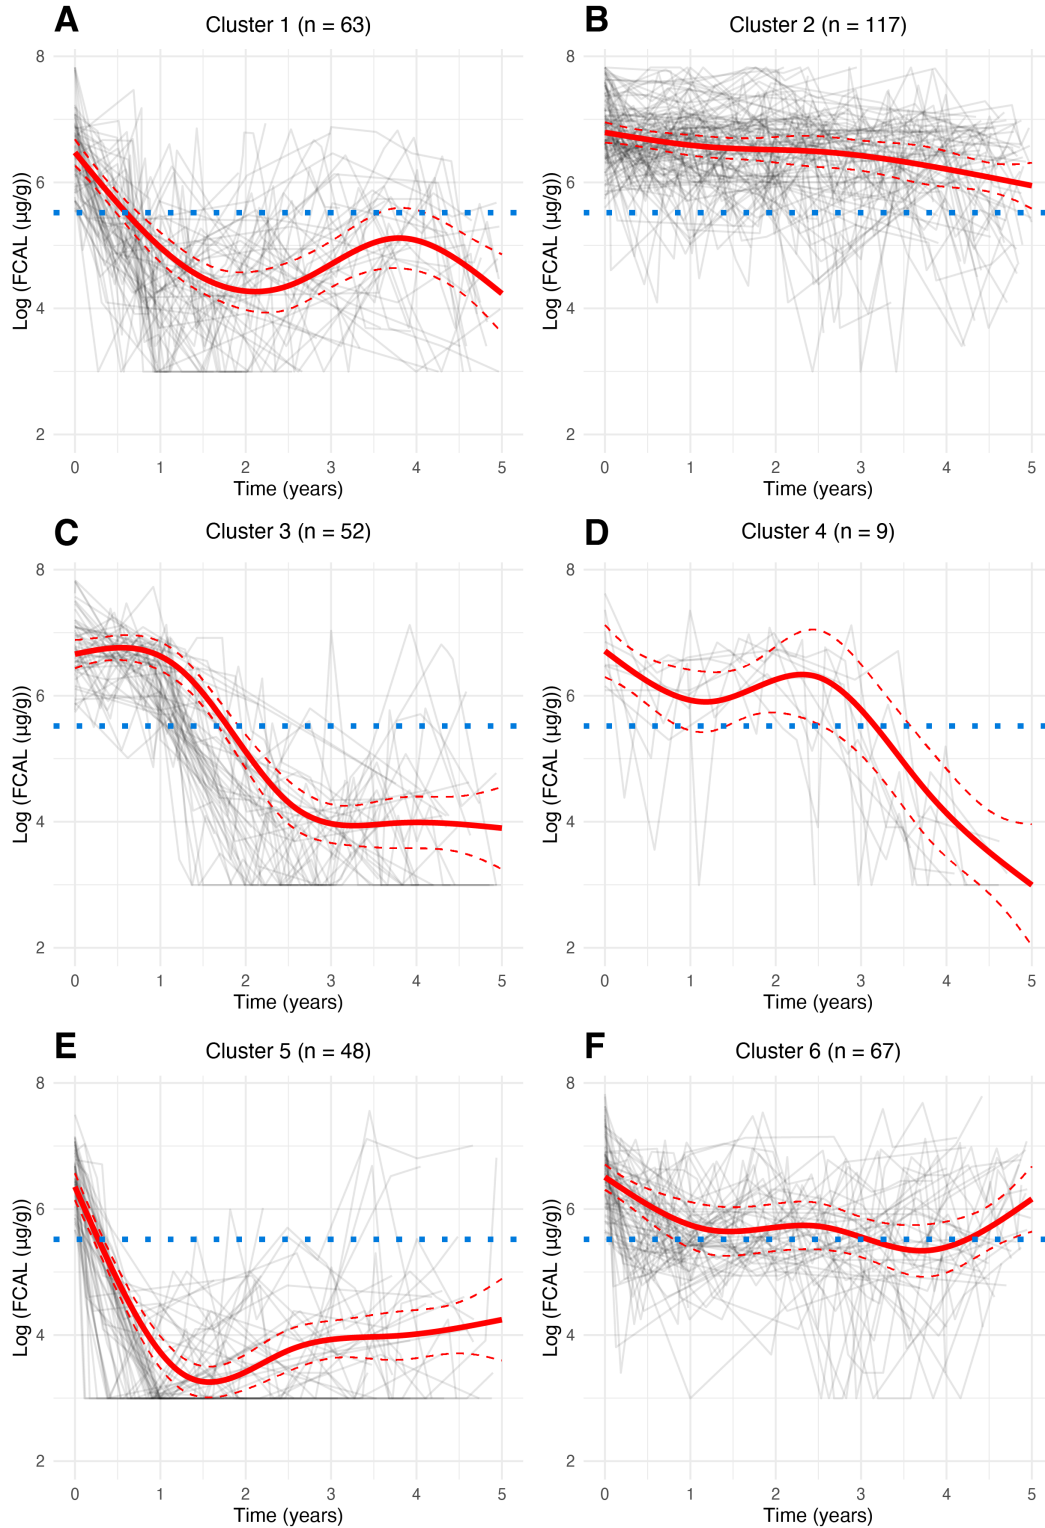 A
Cluster 1 (n = 63)
Log (FCAL (μg/g))
8
6
4
2
0 1 2 3 4 5
Time (years)
B
Cluster 2 (n = 117)
Log (FCAL (μg/g))
8
6
4
2
0 1 2 3 4 5
Time (years)
C
Cluster 3 (n = 52)
Log (FCAL (μg/g))
8
6
4
2
0 1 2 3 4 5
Time (years)
D
Cluster 4 (n = 9)
Log (FCAL (μg/g))
8
6
4
2
0 1 2 3 4 5
Time (years)
E
Cluster 5 (n = 48)
Log (FCAL (μg/g))
8
6
4
2
0 1 2 3 4 5
Time (years)
F
Cluster 6 (n = 67)
Log (FCAL (μg/g))
8
6
4
2
0 1 2 3 4 5
Time (years)